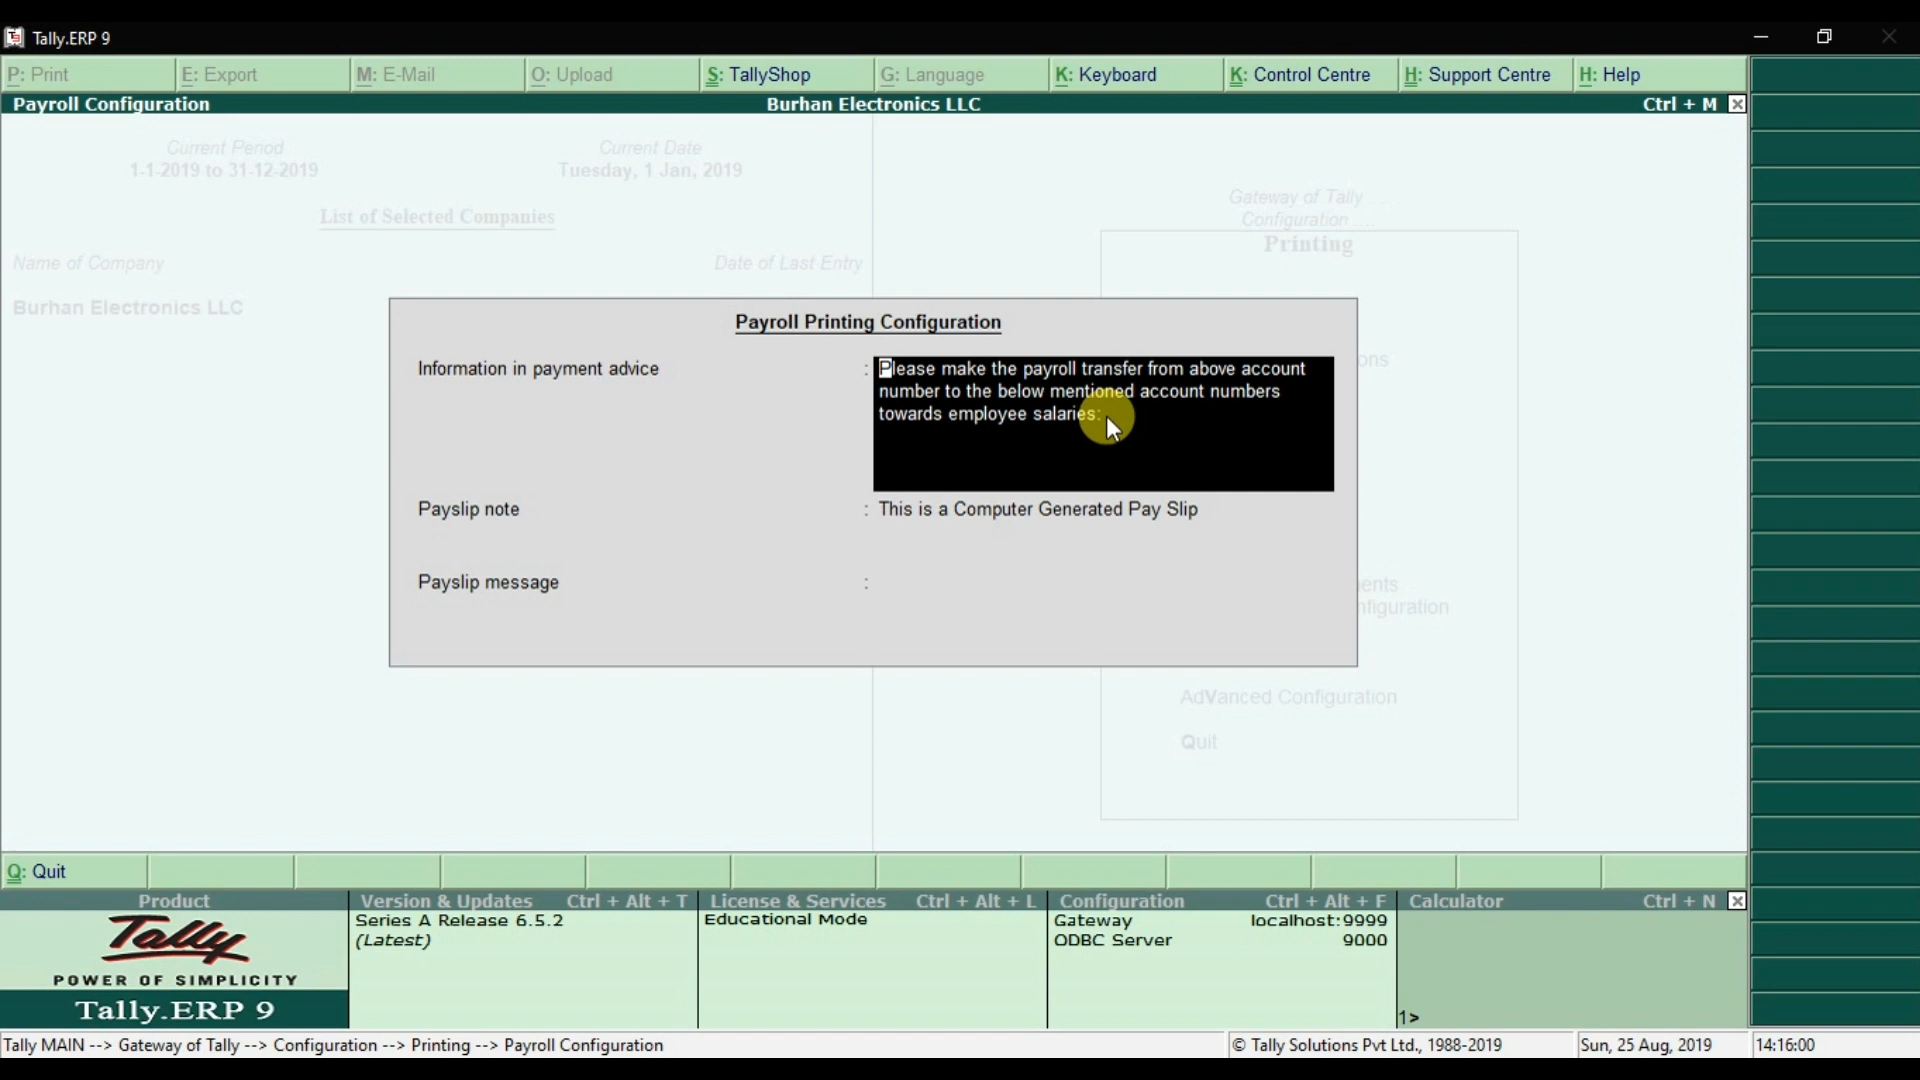 Tally.ERP 9
P: Print E: Export M: E-Mail O: Upload S: TallyShop G: Language K: Keyboard K: Control Centre H: Support Centre H: Help
Payroll Configuration Burhan Electronics LLC Ctrl + M
Current Period Current Date
1-1-2019 to 31-12-2019 Tuesday, 1 Jan, 2019
Gateway of Tally ....
List of Selected Companies Configuration ....
Printing
Name of Company Date of Last Entry
Burhan Electronics LLC
Payroll Printing Configuration
Information in payment advice : Please make the payroll transfer from above account
number to the below mentioned account numbers
towards employee salaries:
Payslip note : This is a Computer Generated Pay Slip
Payslip message :
AdVanced Configuration
Quit
Q: Quit
Product Version & Updates Ctrl + Alt + T License & Services Ctrl + Alt + L Configuration Ctrl + Alt + F Calculator Ctrl + N
Series A Release 6.5.2 Educational Mode Gateway localhost:9999
(Latest) ODBC Server 9000
Tally
POWER OF SIMPLICITY
Tally.ERP 9
1>
Tally MAIN --> Gateway of Tally --> Configuration --> Printing --> Payroll Configuration © Tally Solutions Pvt Ltd., 1988-2019 Sun, 25 Aug, 2019 14:16:00